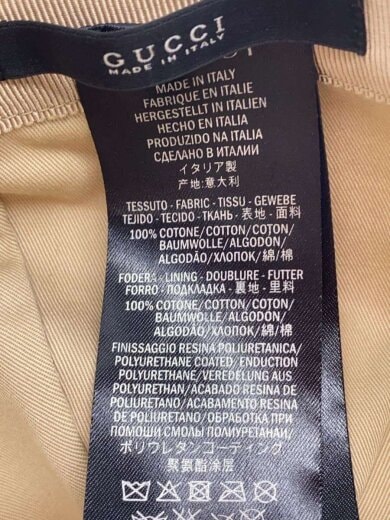 GUCCI
MADE IN ITALY
MADE IN ITALY
FABRIQUE EN ITALIE
HERGESTELLT IN ITALIEN
HECHO EN ITALIA
PRODUZIDO NA ITALIA
СДЕЛАНО В ИТАЛИИ
イタリア製
产地:意大利
TESSUTO - FABRIC - TISSU - GEWEBE
TEJIDO - TECIDO - ТКАНЬ - 表地 - 面料
100% COTONE/COTTON/COTON/
BAUMWOLLE/ALGODON/
ALGODÃO/ХЛОПОК/綿/棉
FODERA - LINING - DOUBLURE - FUTTER
FORRO - ПОДКЛАДКА - 裏地 - 里料
100% COTONE/COTTON/COTON/
BAUMWOLLE/ALGODON/
ALGODÃO/ХЛОПОК/綿/棉
FINISSAGGIO RESINA POLIURETANICA/
POLYURETHANE COATED/ENDUCTION
POLYURETHANE/VEREDELUNG AUS
POLYURETHAN/ACABADO RESINA DE
POLIURETANO/ACABAMENTO RESINA
DE POLIURETANO/ОБРАБОТКА ПРИ
ПОМОШИ СМОЛЫ ПОЛИУРЕТАНЫ/
ポリウレタンコーティング
聚氨酯涂层